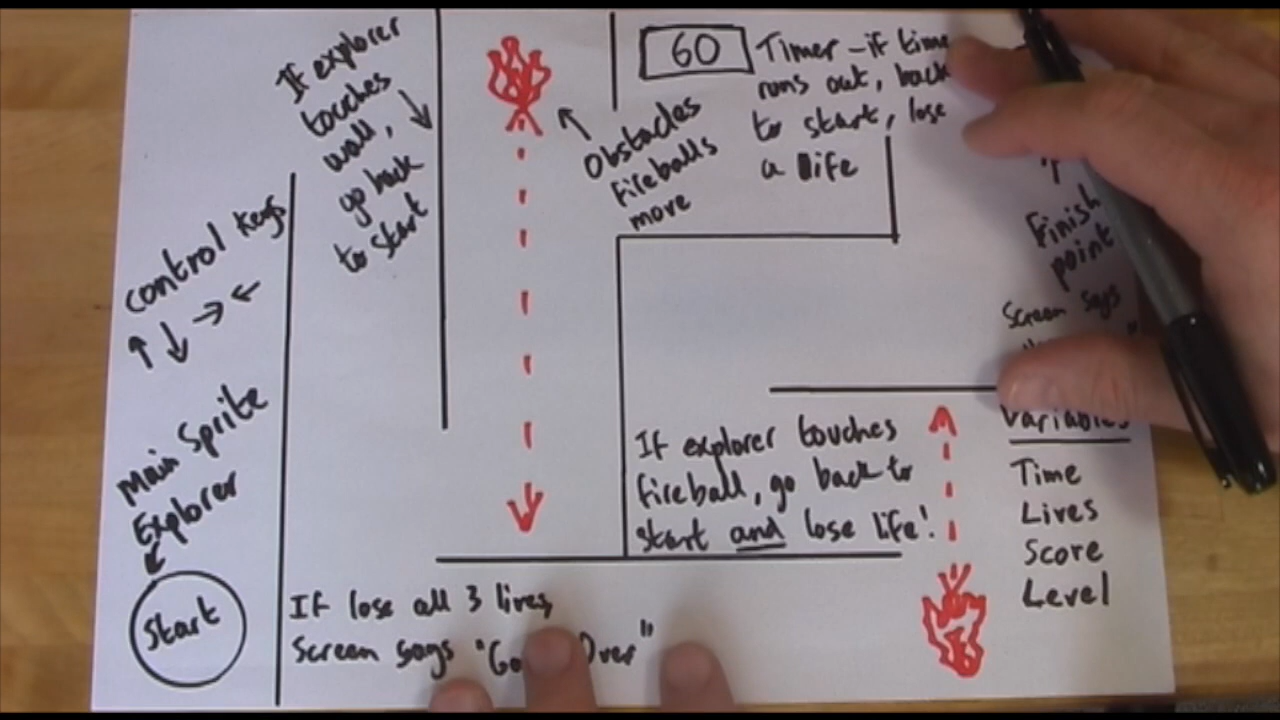 If explorer
touches
wall,
go back
to start
60
Timer - if time
runs out, back
to start, lose
a life
Obstacles
fireballs
move
Control Keys
Finish
point
Screen says
Main Sprite
Explorer
Start
If explorer touches
fireball, go back to
start and lose life!
Variables
Time
Lives
Score
Level
If lose all 3 lives,
Screen says " Over"